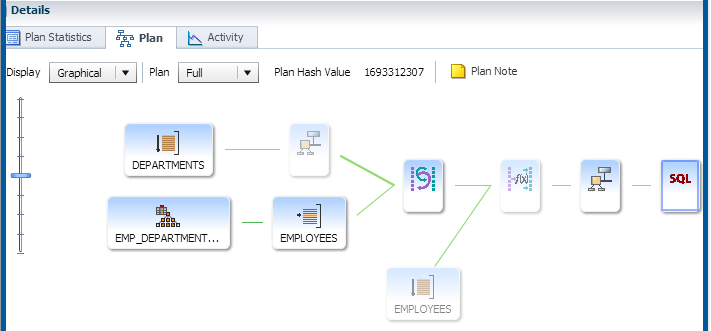 Details
Plan Statistics Plan Activity
Display Graphical Plan Full Plan Hash Value 1693312307 Plan Note
DEPARTMENTS
f(x) SQL
EMP_DEPARTMENT... EMPLOYEES
EMPLOYEES